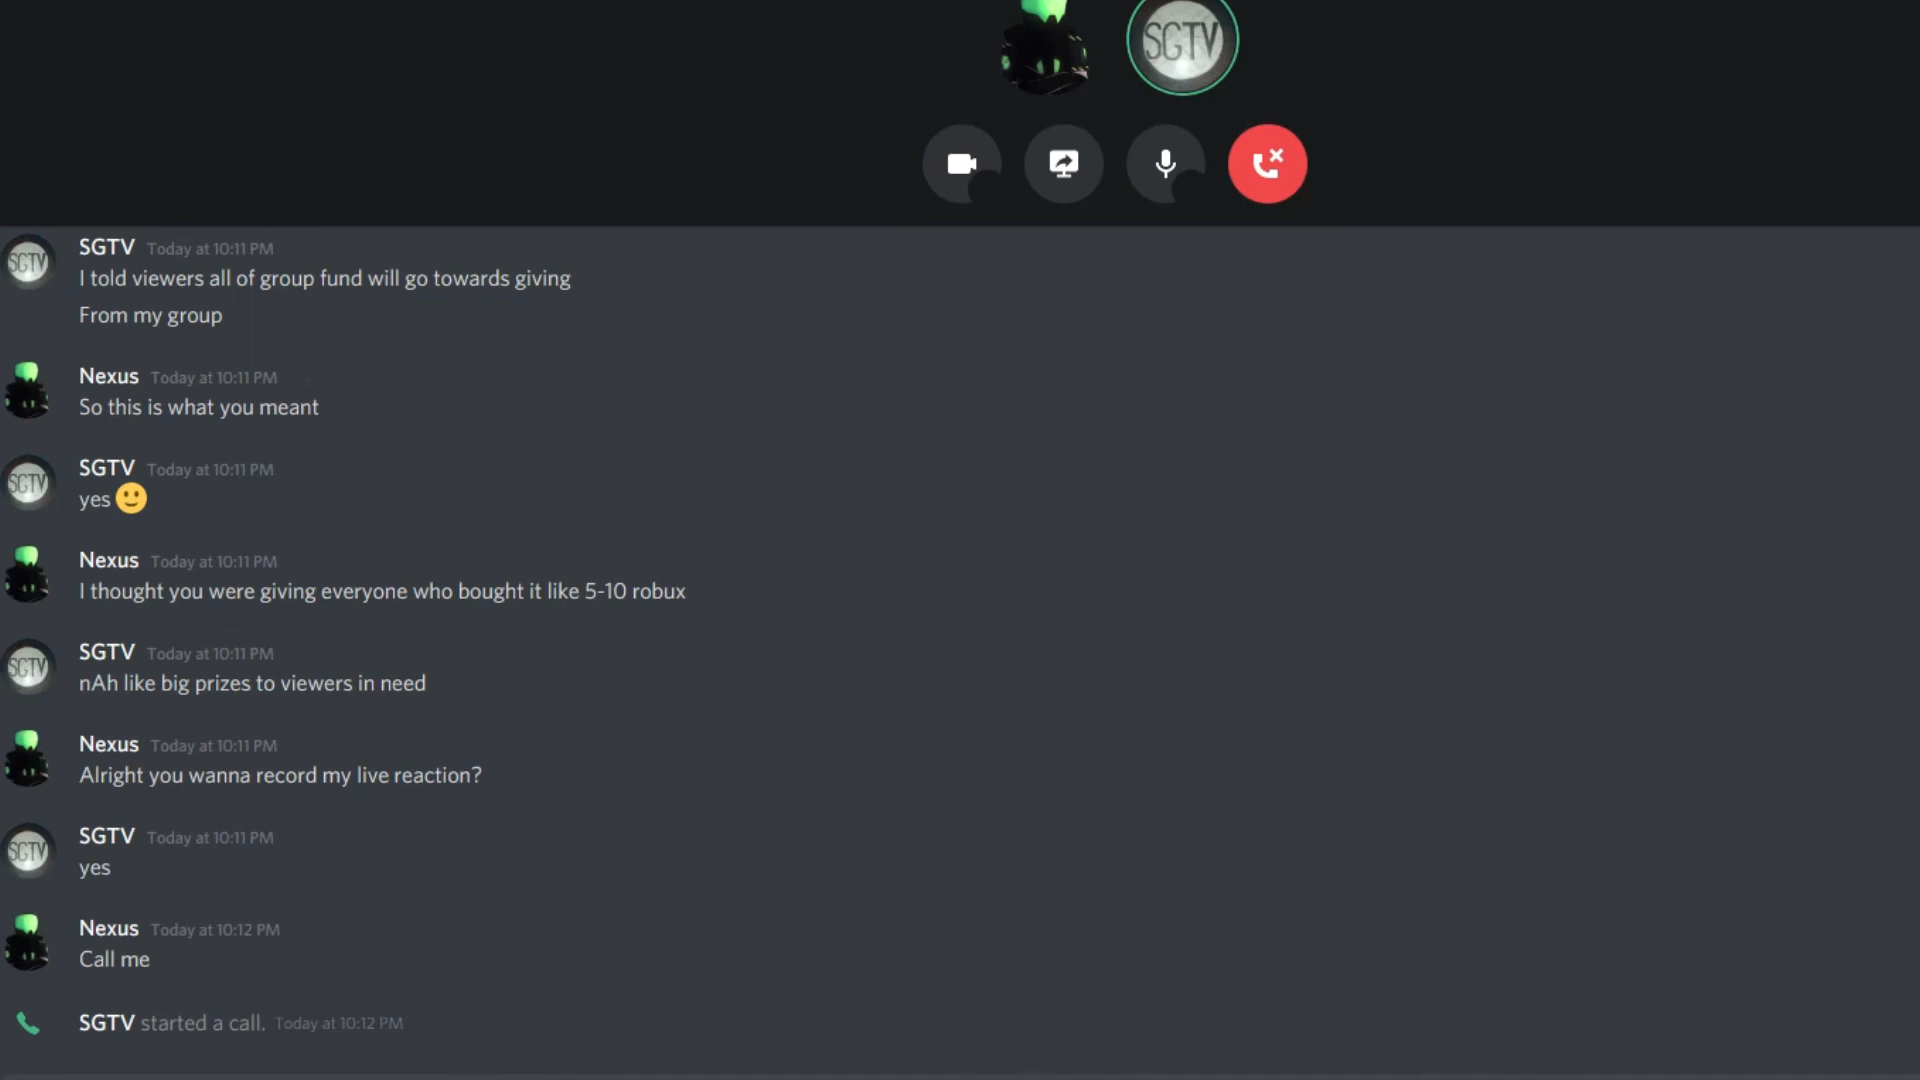 SGTV
SGTV Today at 10:11 PM
SGTV
I told viewers all of group fund will go towards giving
From my group
Nexus Today at 10:11 PM
So this is what you meant
SGTV Today at 10:11 PM
SGTV
yes
Nexus Today at 10:11 PM
I thought you were giving everyone who bought it like 5-10 robux
SGTV Today at 10:11 PM
SGTV
nAh like big prizes to viewers in need
Nexus Today at 10:11 PM
Alright you wanna record my live reaction?
SGTV Today at 10:11 PM
SGTV
yes
Nexus Today at 10:12 PM
Call me
SGTV started a call. Today at 10:12 PM